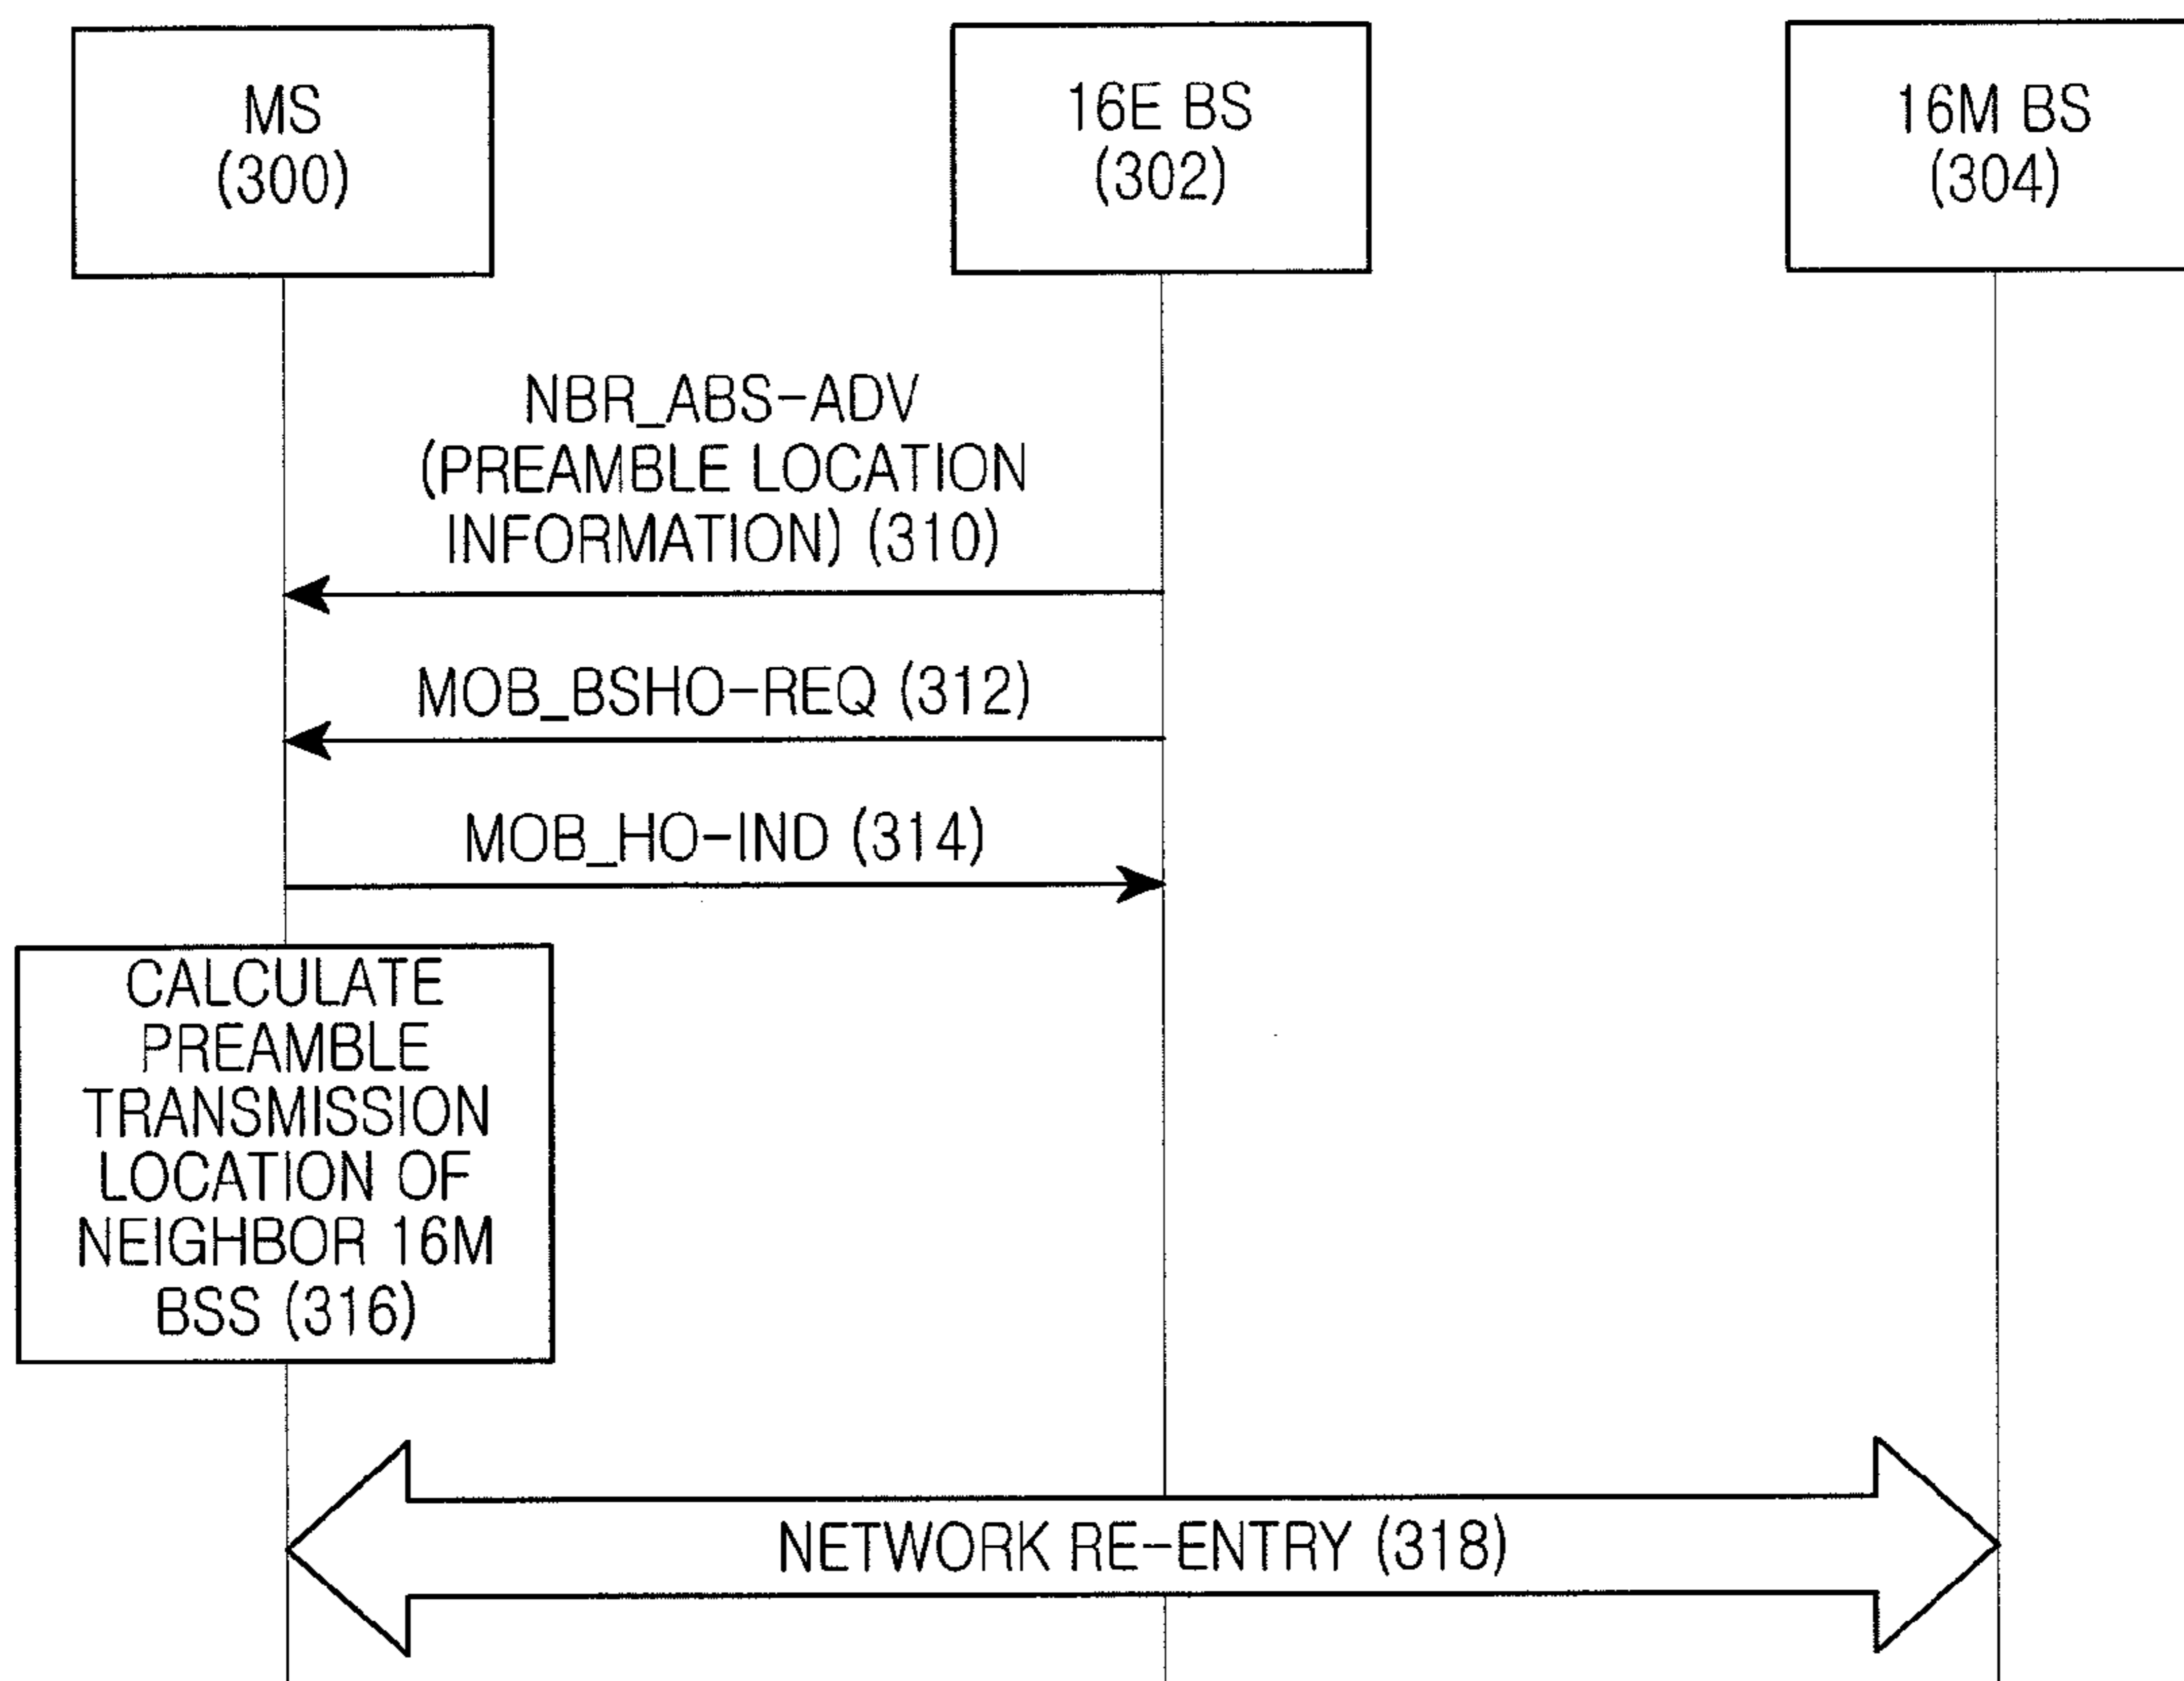 MS
(300)
16E BS
(302)
16M BS
(304)
NBR_ABS-ADV
(PREAMBLE LOCATION
INFORMATION) (310)
MOB_BSHO-REQ (312)
MOB_HO-IND (314)
CALCULATE
PREAMBLE
TRANSMISSION
LOCATION OF
NEIGHBOR 16M
BSS (316)
NETWORK RE-ENTRY (318)